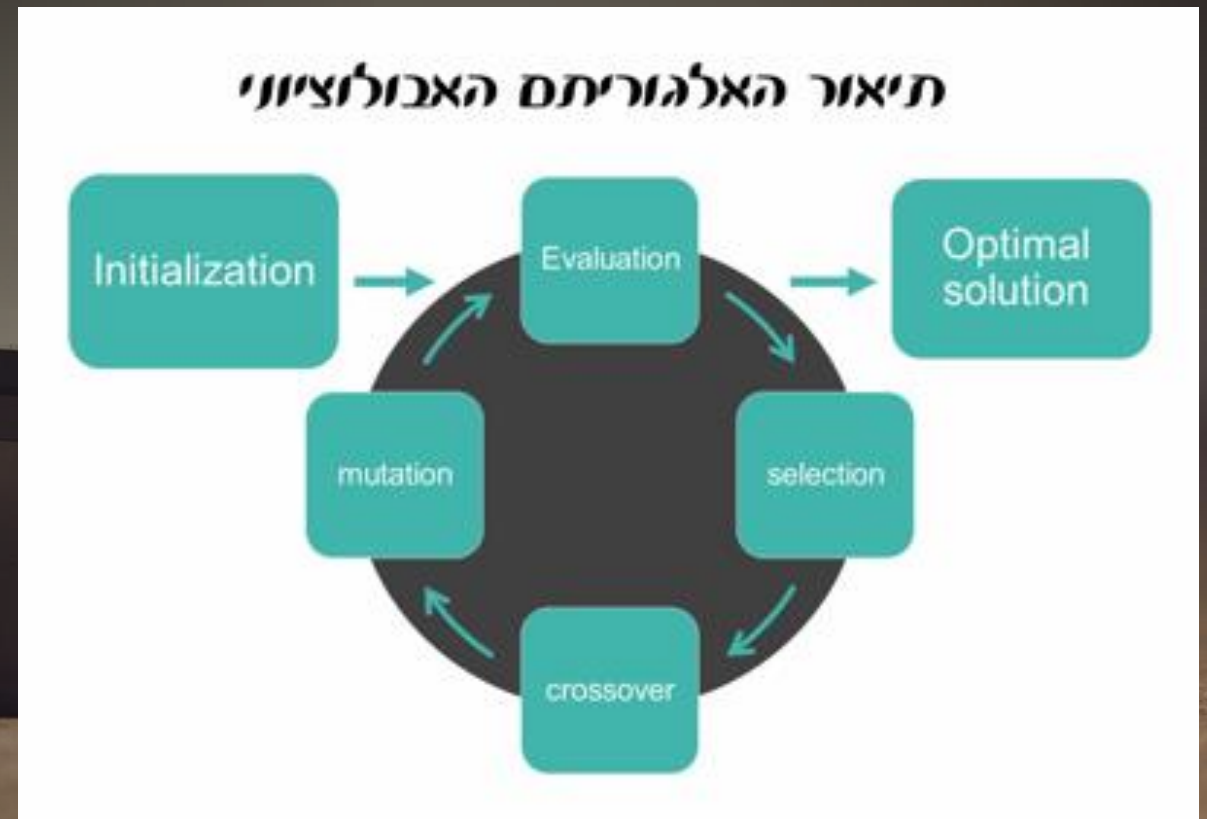 תיאור האלגוריתם האבולוציוני
Initialization
Evaluation
Optimal
solution
mutation
selection
crossover